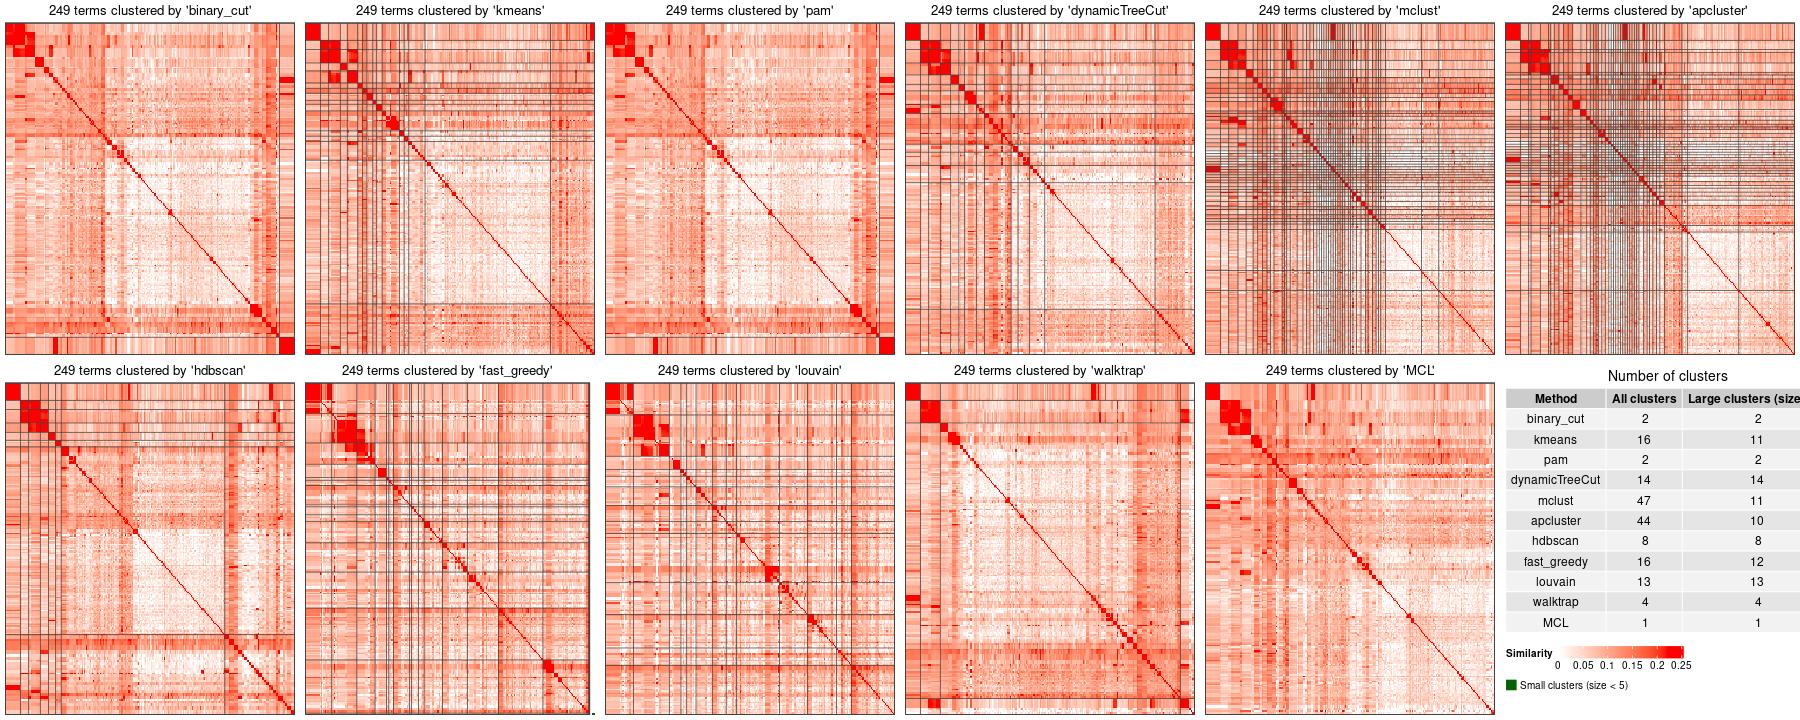 249 terms clustered by 'binary_cut'
249 terms clustered by 'kmeans'
249 terms clustered by 'pam'
249 terms clustered by 'dynamicTreeCut'
249 terms clustered by 'mclust'
249 terms clustered by 'apcluster'
249 terms clustered by 'hdbscan'
249 terms clustered by 'fast_greedy'
249 terms clustered by 'louvain'
249 terms clustered by 'walktrap'
249 terms clustered by 'MCL'
Number of clusters
Method All clusters Large clusters (size
binary_cut 2 2
kmeans 16 11
pam 2 2
dynamicTreeCut 14 14
mclust 47 11
apcluster 44 10
hdbscan 8 8
fast_greedy 16 12
louvain 13 13
walktrap 4 4
MCL 1 1
Similarity
0 0.05 0.1 0.15 0.2 0.25
Small clusters (size < 5)